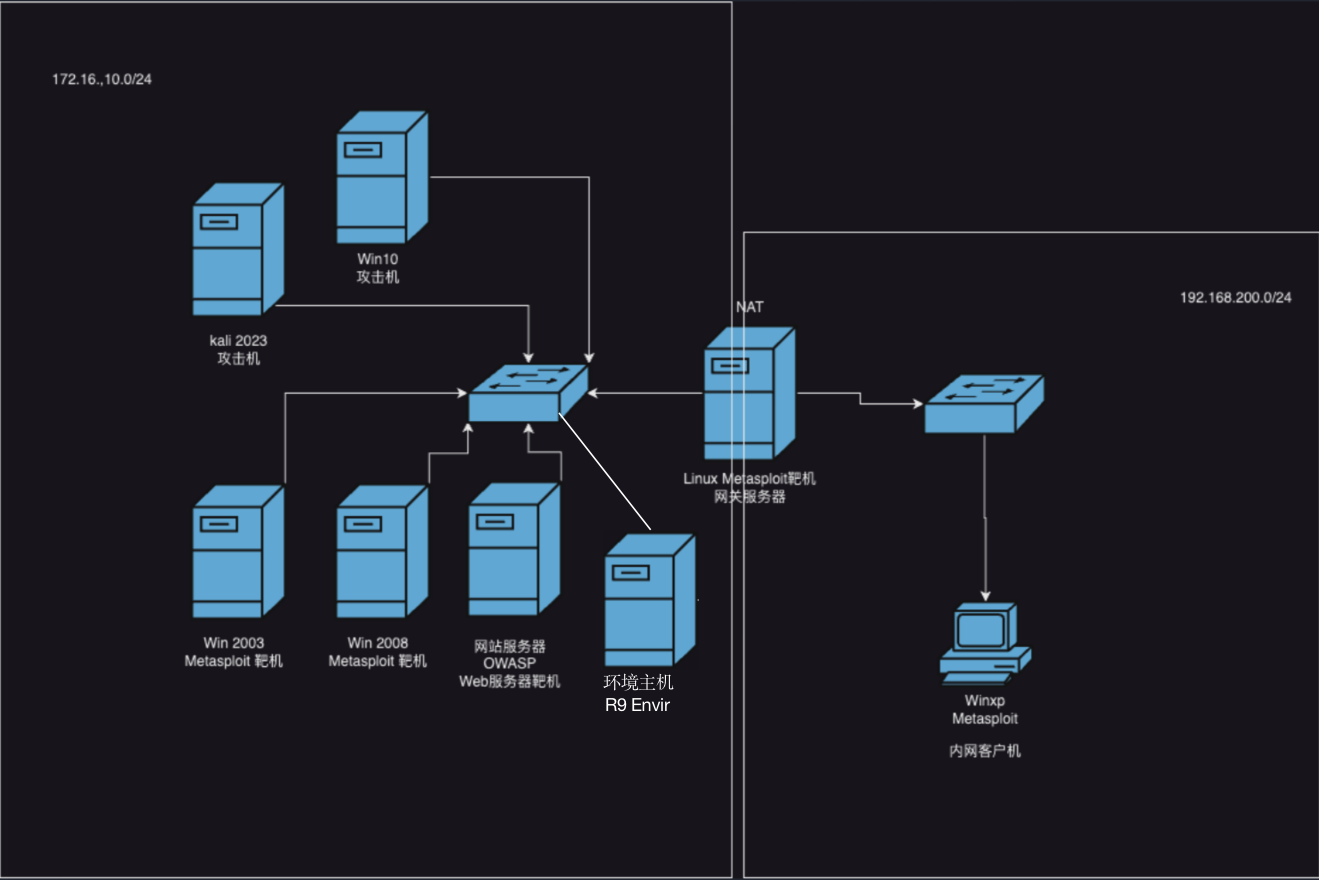 172.16.,10.0/24
Win10
攻击机
kali 2023
攻击机
NAT
192.168.200.0/24
Linux Metasploit靶机
网关服务器
Win 2003
Metasploit 靶机
Win 2008
Metasploit 靶机
网站服务器
OWASP
Web服务器靶机
环境主机
R9 Envir
Winxp
Metasploit
内网客户机